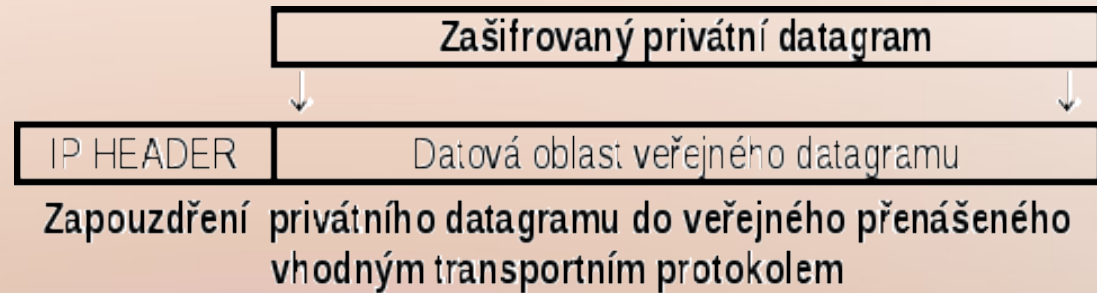 Zašifrovaný privátní datagram
IP HEADER
Datová oblast veřejného datagramu
Zapouzdření privátního datagramu do veřejného přenášeného
vhodným transportním protokolem